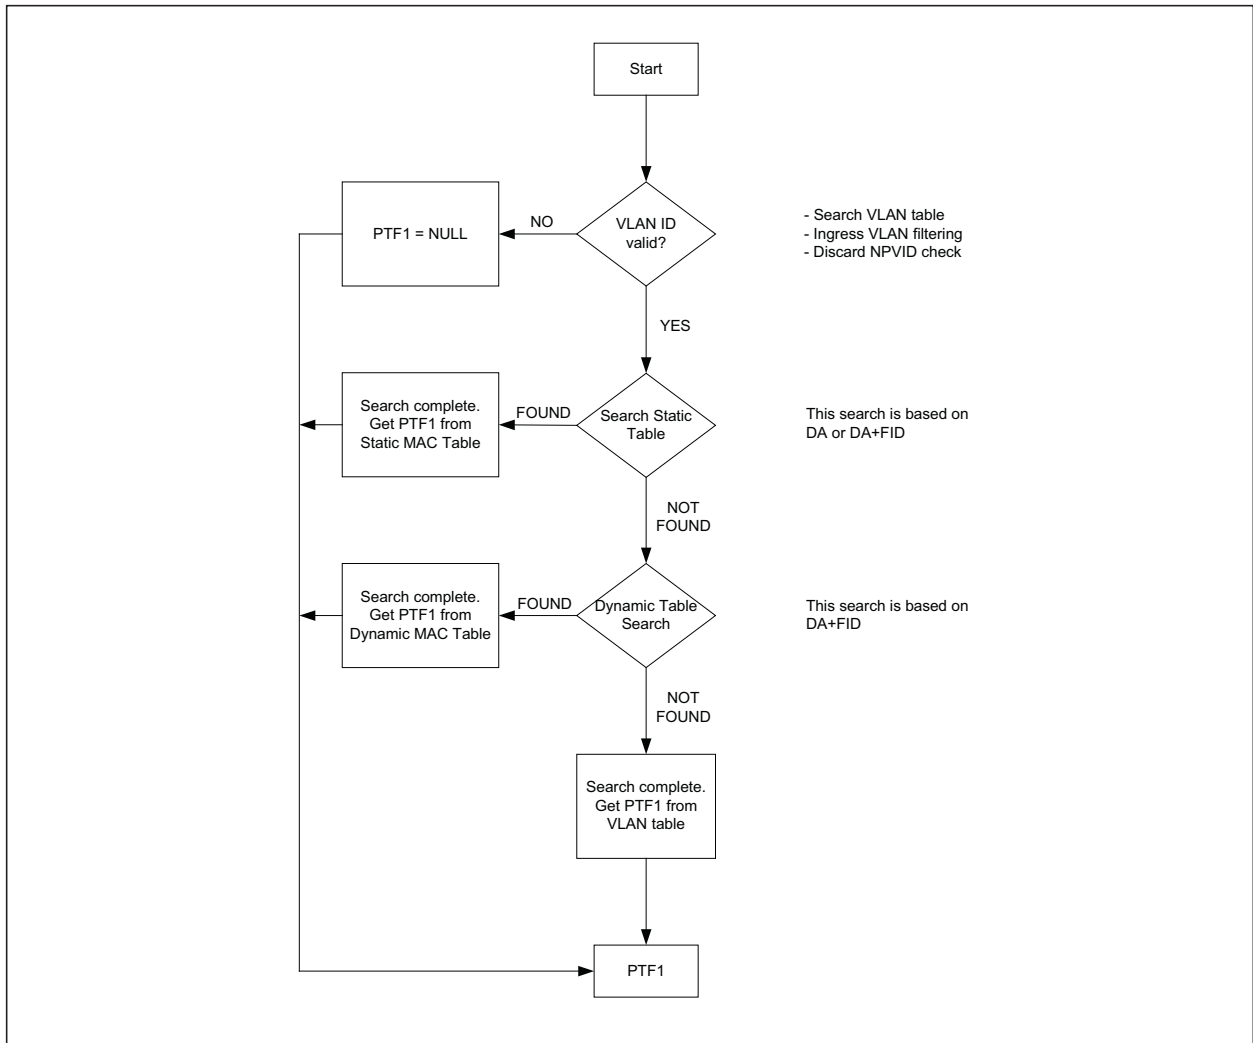 Start
PTF1 = NULL
NO
VLAN ID
valid?
- Search VLAN table
- Ingress VLAN filtering
- Discard NPVID check
YES
Search complete.
Get PTF1 from
Static MAC Table
FOUND
Search Static
Table
This search is based on
DA or DA+FID
NOT
FOUND
Search complete.
Get PTF1 from
Dynamic MAC Table
FOUND
Dynamic Table
Search
This search is based on
DA+FID
NOT
FOUND
Search complete.
Get PTF1 from
VLAN table
PTF1